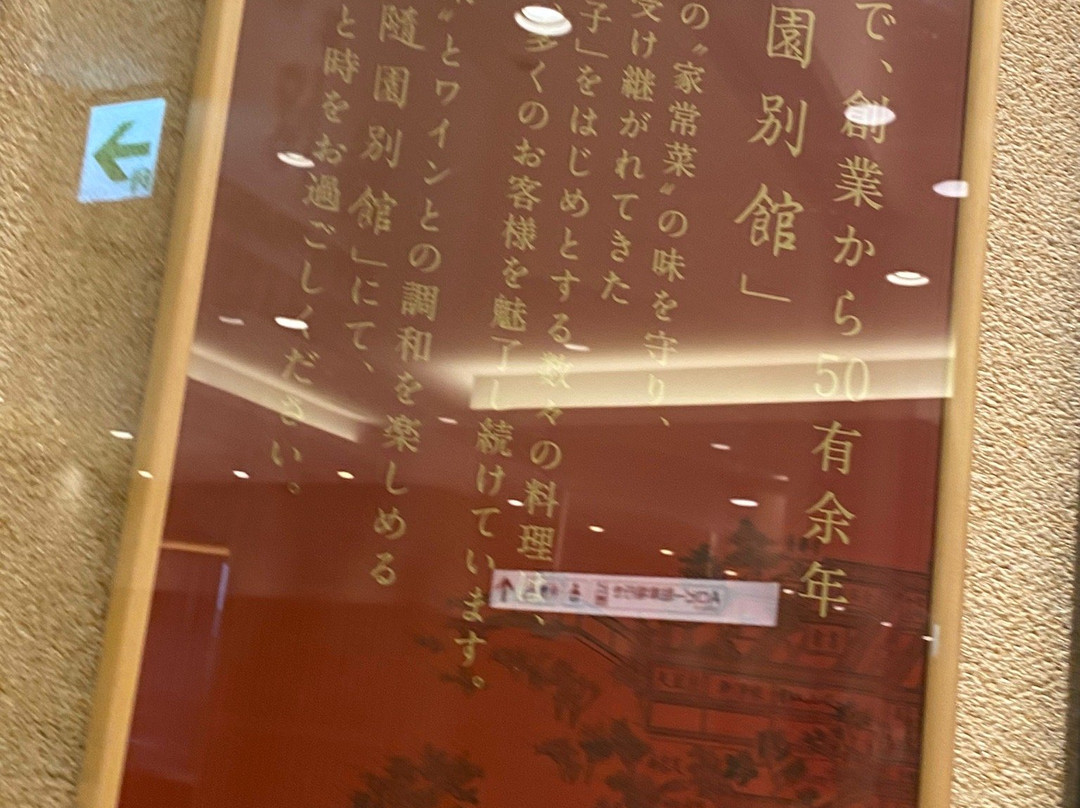 で、創業から50有余年
園別館」
の〝家常菜〟の味を守り、
受け継がれてきた
子」をはじめとする数々の料理は、
多くのお客様を魅了し続けています。
〟とワインとの調和を楽しめる
随園別館」にて、
と時をお過ごしください。